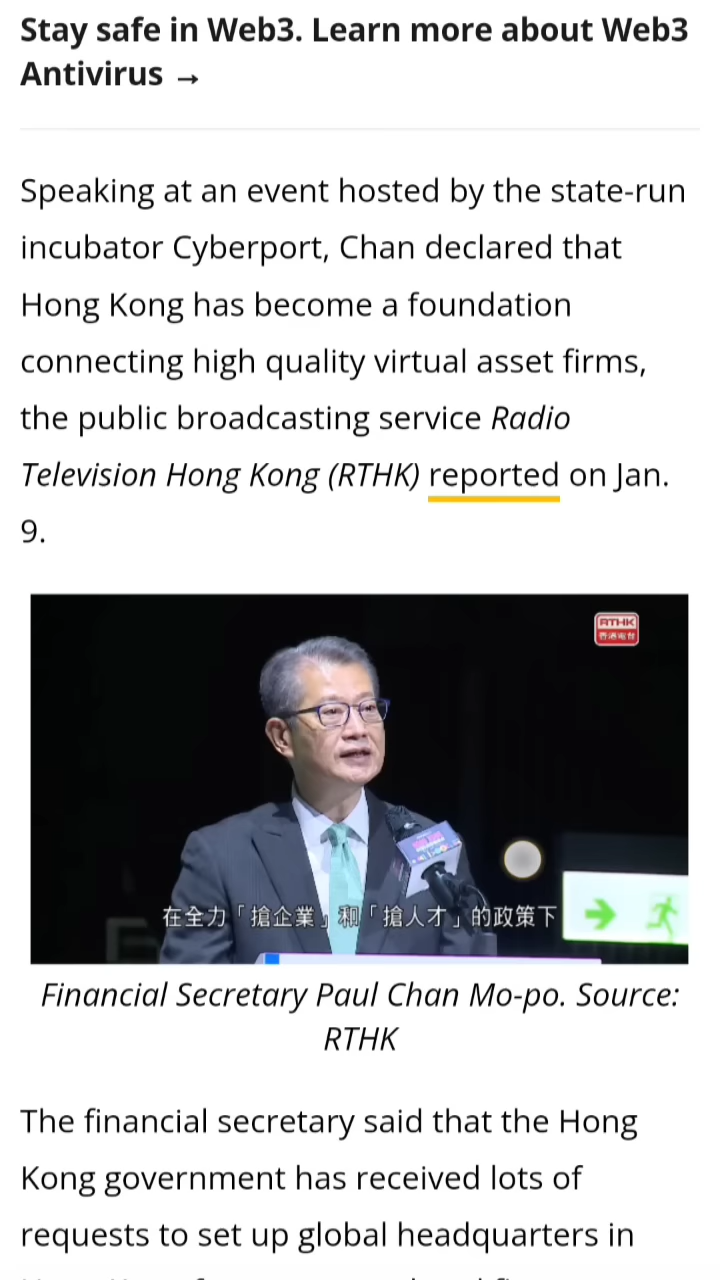 Stay safe in Web3. Learn more about Web3
Antivirus →
Speaking at an event hosted by the state-run
incubator Cyberport, Chan declared that
Hong Kong has become a foundation
connecting high quality virtual asset firms,
the public broadcasting service Radio
Television Hong Kong (RTHK) reported on Jan.
9.
RTHK
香港電台
在全力「搶企業」和「搶人才」的政策下
Financial Secretary Paul Chan Mo-po. Source:
RTHK
The financial secretary said that the Hong
Kong government has received lots of
requests to set up global headquarters in